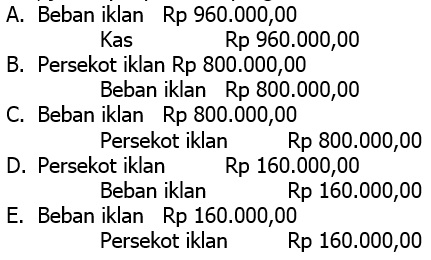 A. Beban iklan Rp 960.000,00
Kas Rp 960.000,00
B. Persekot iklan Rp 800.000,00
Beban iklan Rp 800.000,00
C. Beban iklan Rp 800.000,00
Persekot iklan Rp 800.000,00
D. Persekot iklan Rp 160.000,00
Beban iklan Rp 160.000,00
E. Beban iklan Rp 160.000,00
Persekot iklan Rp 160.000,00